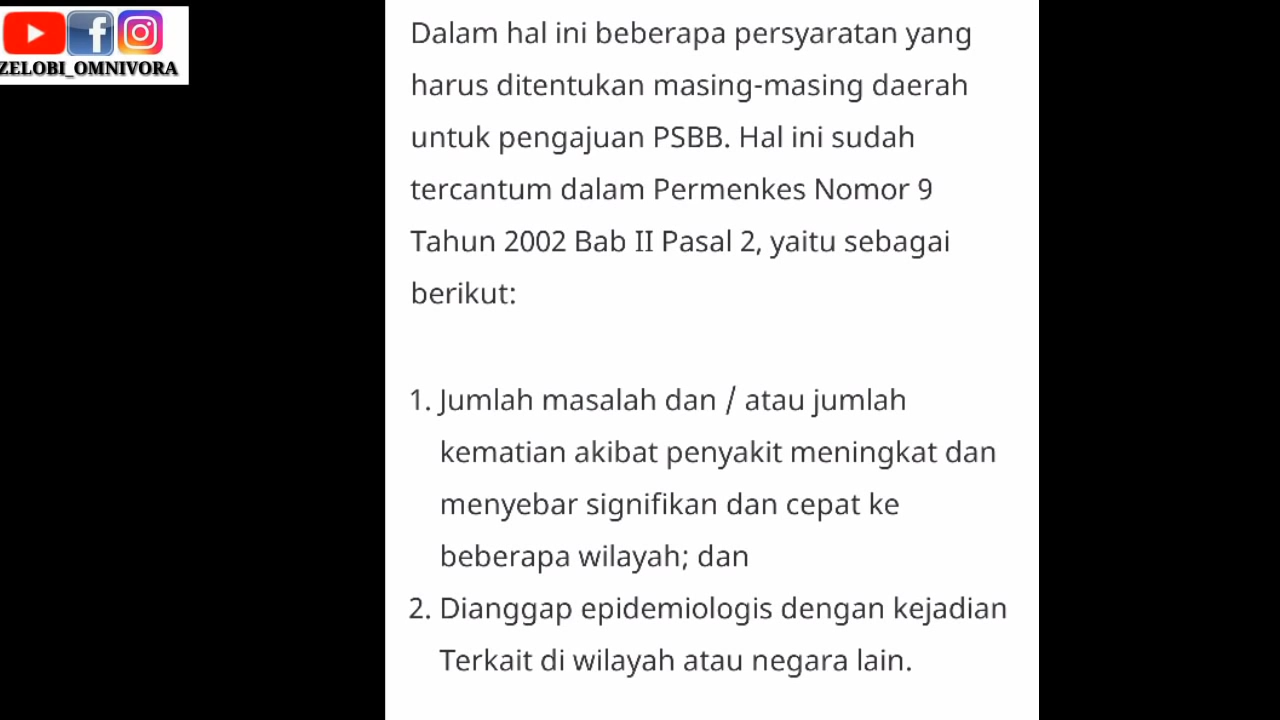 ZELOBI_OMNIVORA
Dalam hal ini beberapa persyaratan yang
harus ditentukan masing-masing daerah
untuk pengajuan PSBB. Hal ini sudah
tercantum dalam Permenkes Nomor 9
Tahun 2002 Bab II Pasal 2, yaitu sebagai
berikut:
1. Jumlah masalah dan / atau jumlah
kematian akibat penyakit meningkat dan
menyebar signifikan dan cepat ke
beberapa wilayah; dan
2. Dianggap epidemiologis dengan kejadian
Terkait di wilayah atau negara lain.